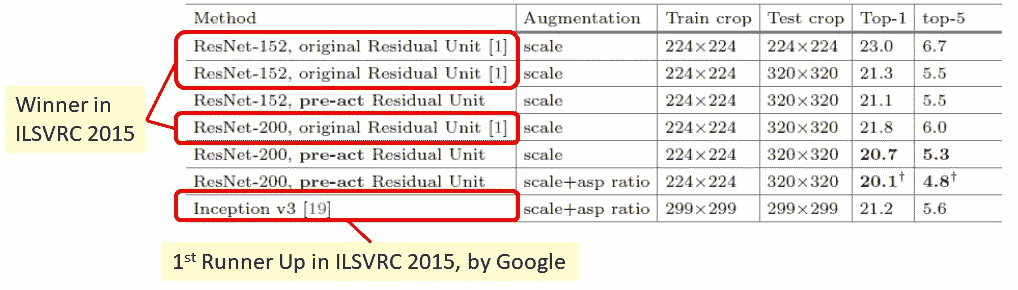 Method Augmentation Train crop Test crop Top-1 top-5
ResNet-152, original Residual Unit [1] scale 224×224 224×224 23.0 6.7
ResNet-152, original Residual Unit [1] scale 224×224 320×320 21.3 5.5
ResNet-152, pre-act Residual Unit scale 224×224 320×320 21.1 5.5
ResNet-200, original Residual Unit [1] scale 224×224 320×320 21.8 6.0
ResNet-200, pre-act Residual Unit scale 224×224 320×320 20.7 5.3
ResNet-200, pre-act Residual Unit scale+asp ratio 224×224 320×320 20.1† 4.8†
Inception v3 [19] scale+asp ratio 299×299 299×299 21.2 5.6
Winner in
ILSVRC 2015
1st Runner Up in ILSVRC 2015, by Google